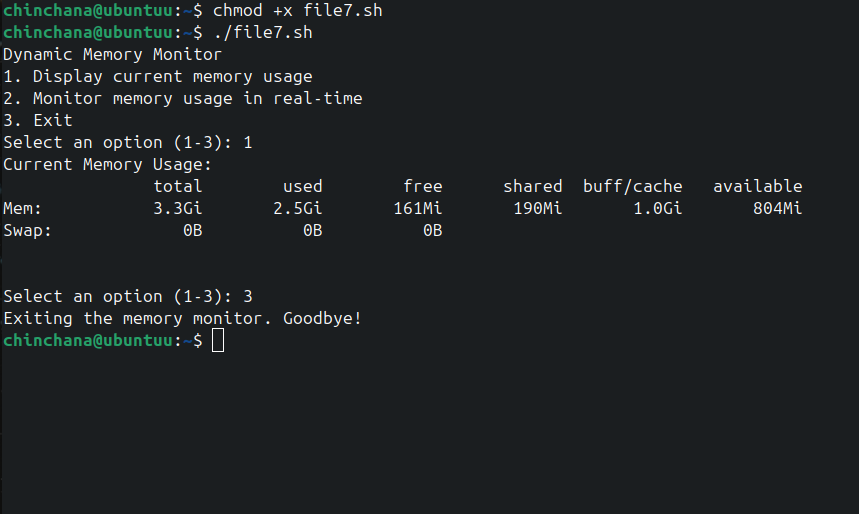 chinchana@ubuntuu:~$ chmod +x file7.sh
chinchana@ubuntuu:~$ ./file7.sh
Dynamic Memory Monitor
1. Display current memory usage
2. Monitor memory usage in real-time
3. Exit
Select an option (1-3): 1
Current Memory Usage:
               total        used        free      shared  buff/cache   available
Mem:           3.3Gi       2.5Gi       161Mi       190Mi       1.0Gi       804Mi
Swap:             0B          0B          0B
Select an option (1-3): 3
Exiting the memory monitor. Goodbye!
chinchana@ubuntuu:~$